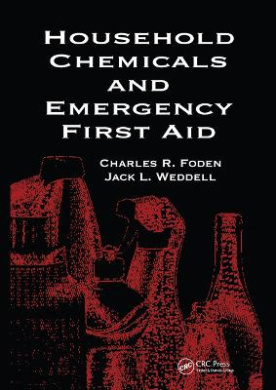 HOUSEHOLD
CHEMICALS
AND
EMERGENCY
FIRST AID
CHARLES R. FODEN
JACK L. WEDDELL
CRC Press